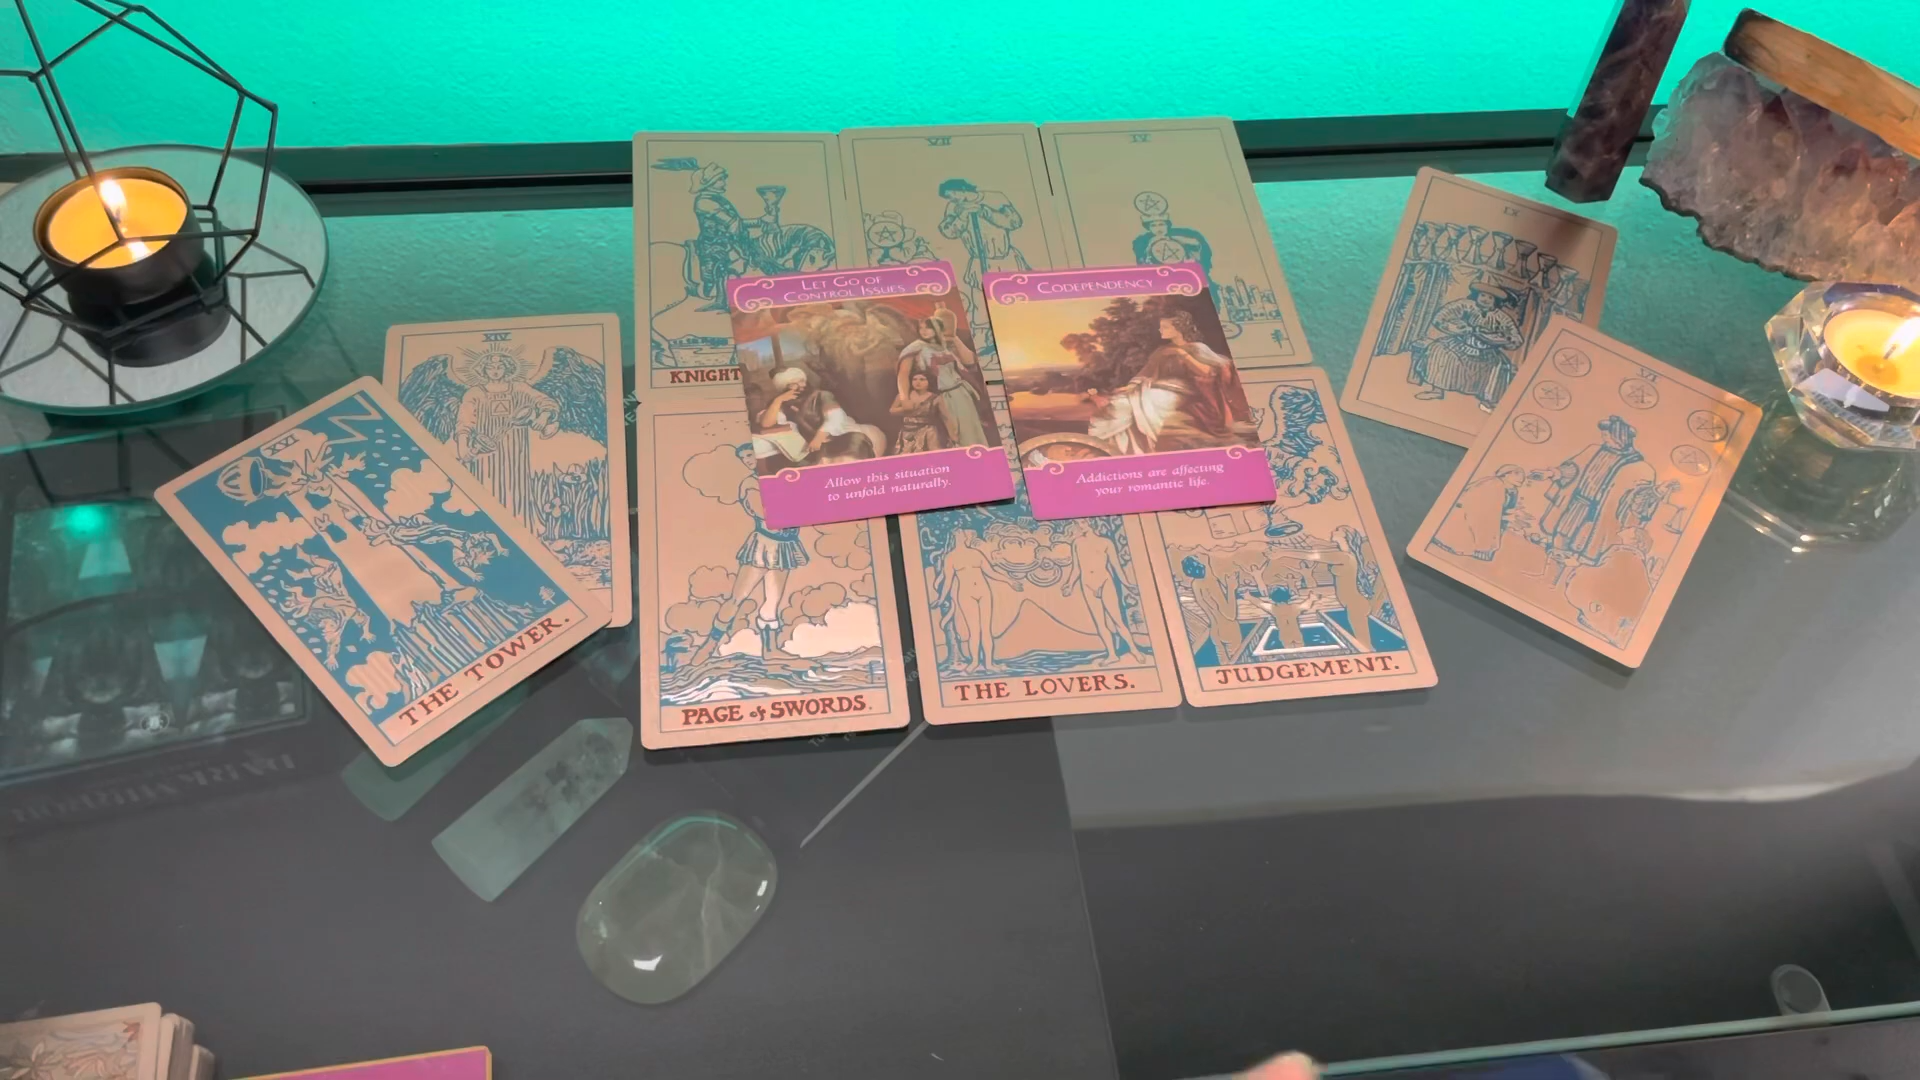 VII
IV
IX
LET GO OF
CONTROL ISSUES
CODEPENDENCY
XIV
VI
KNIGHT
XVI
Allow this situation
to unfold naturally.
Addictions are affecting
your romantic life.
THE TOWER.
PAGE of SWORDS.
THE LOVERS.
JUDGEMENT.